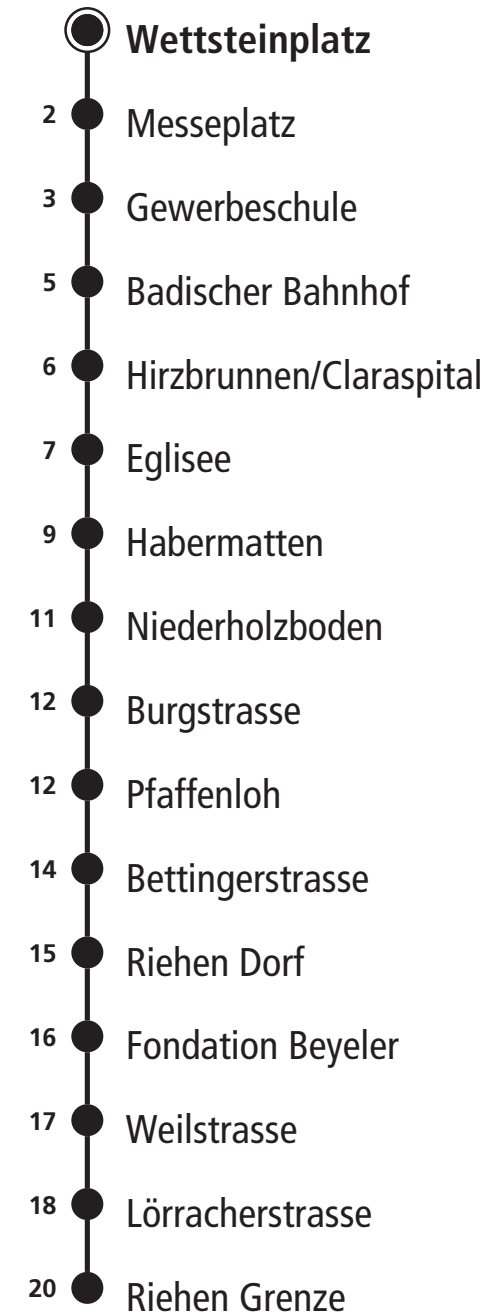 Wettsteinplatz
2 Messeplatz
3 Gewerbeschule
5 Badischer Bahnhof
6 Hirzbrunnen/Claraspital
7 Eglisee
9 Habermatten
11 Niederholzboden
12 Burgstrasse
12 Pfaffenloh
14 Bettingerstrasse
15 Riehen Dorf
16 Fondation Beyeler
17 Weilstrasse
18 Lörracherstrasse
20 Riehen Grenze